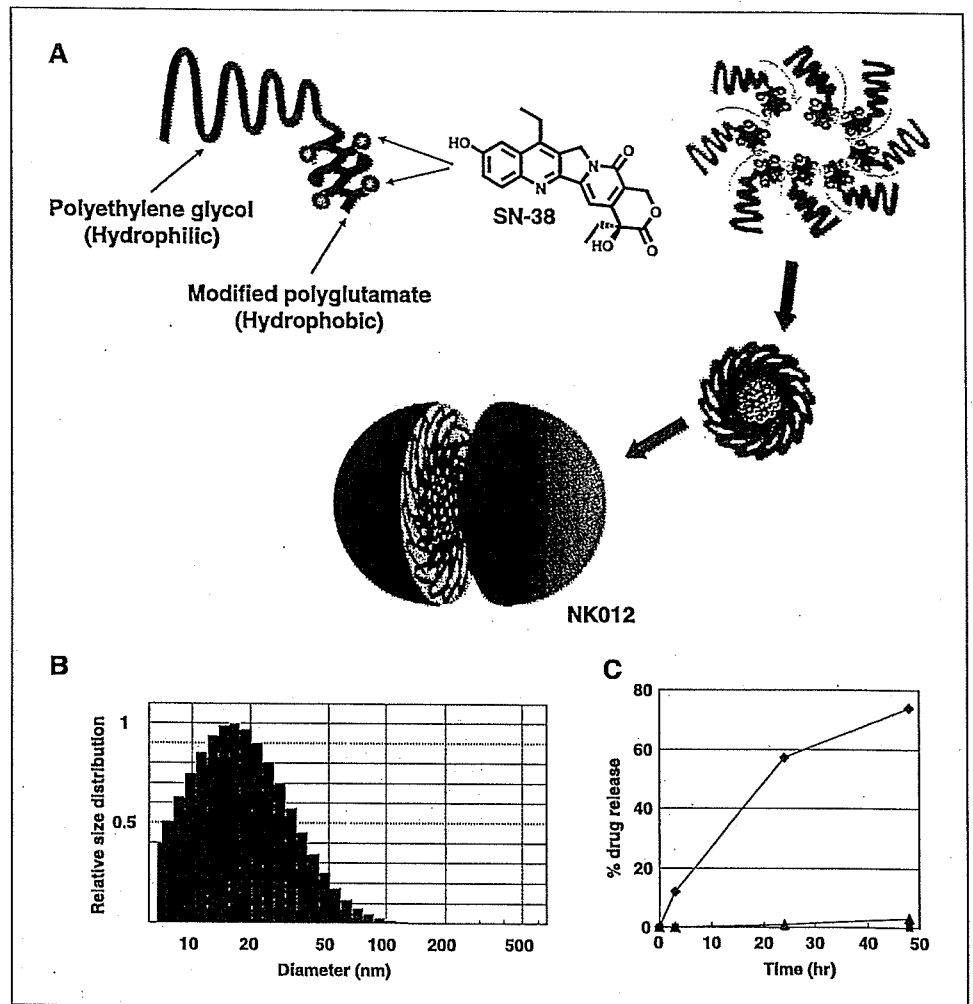 A
HO
N
N
O
O
O
HO
SN-38
Polyethylene glycol
(Hydrophilic)
Modified polyglutamate
(Hydrophobic)
NK012
B
Relative size distribution
1
0.5
10 20 50 100 200 500
Diameter (nm)
C
% drug release
80
60
40
20
0
0 10 20 30 40 50
Time (hr)